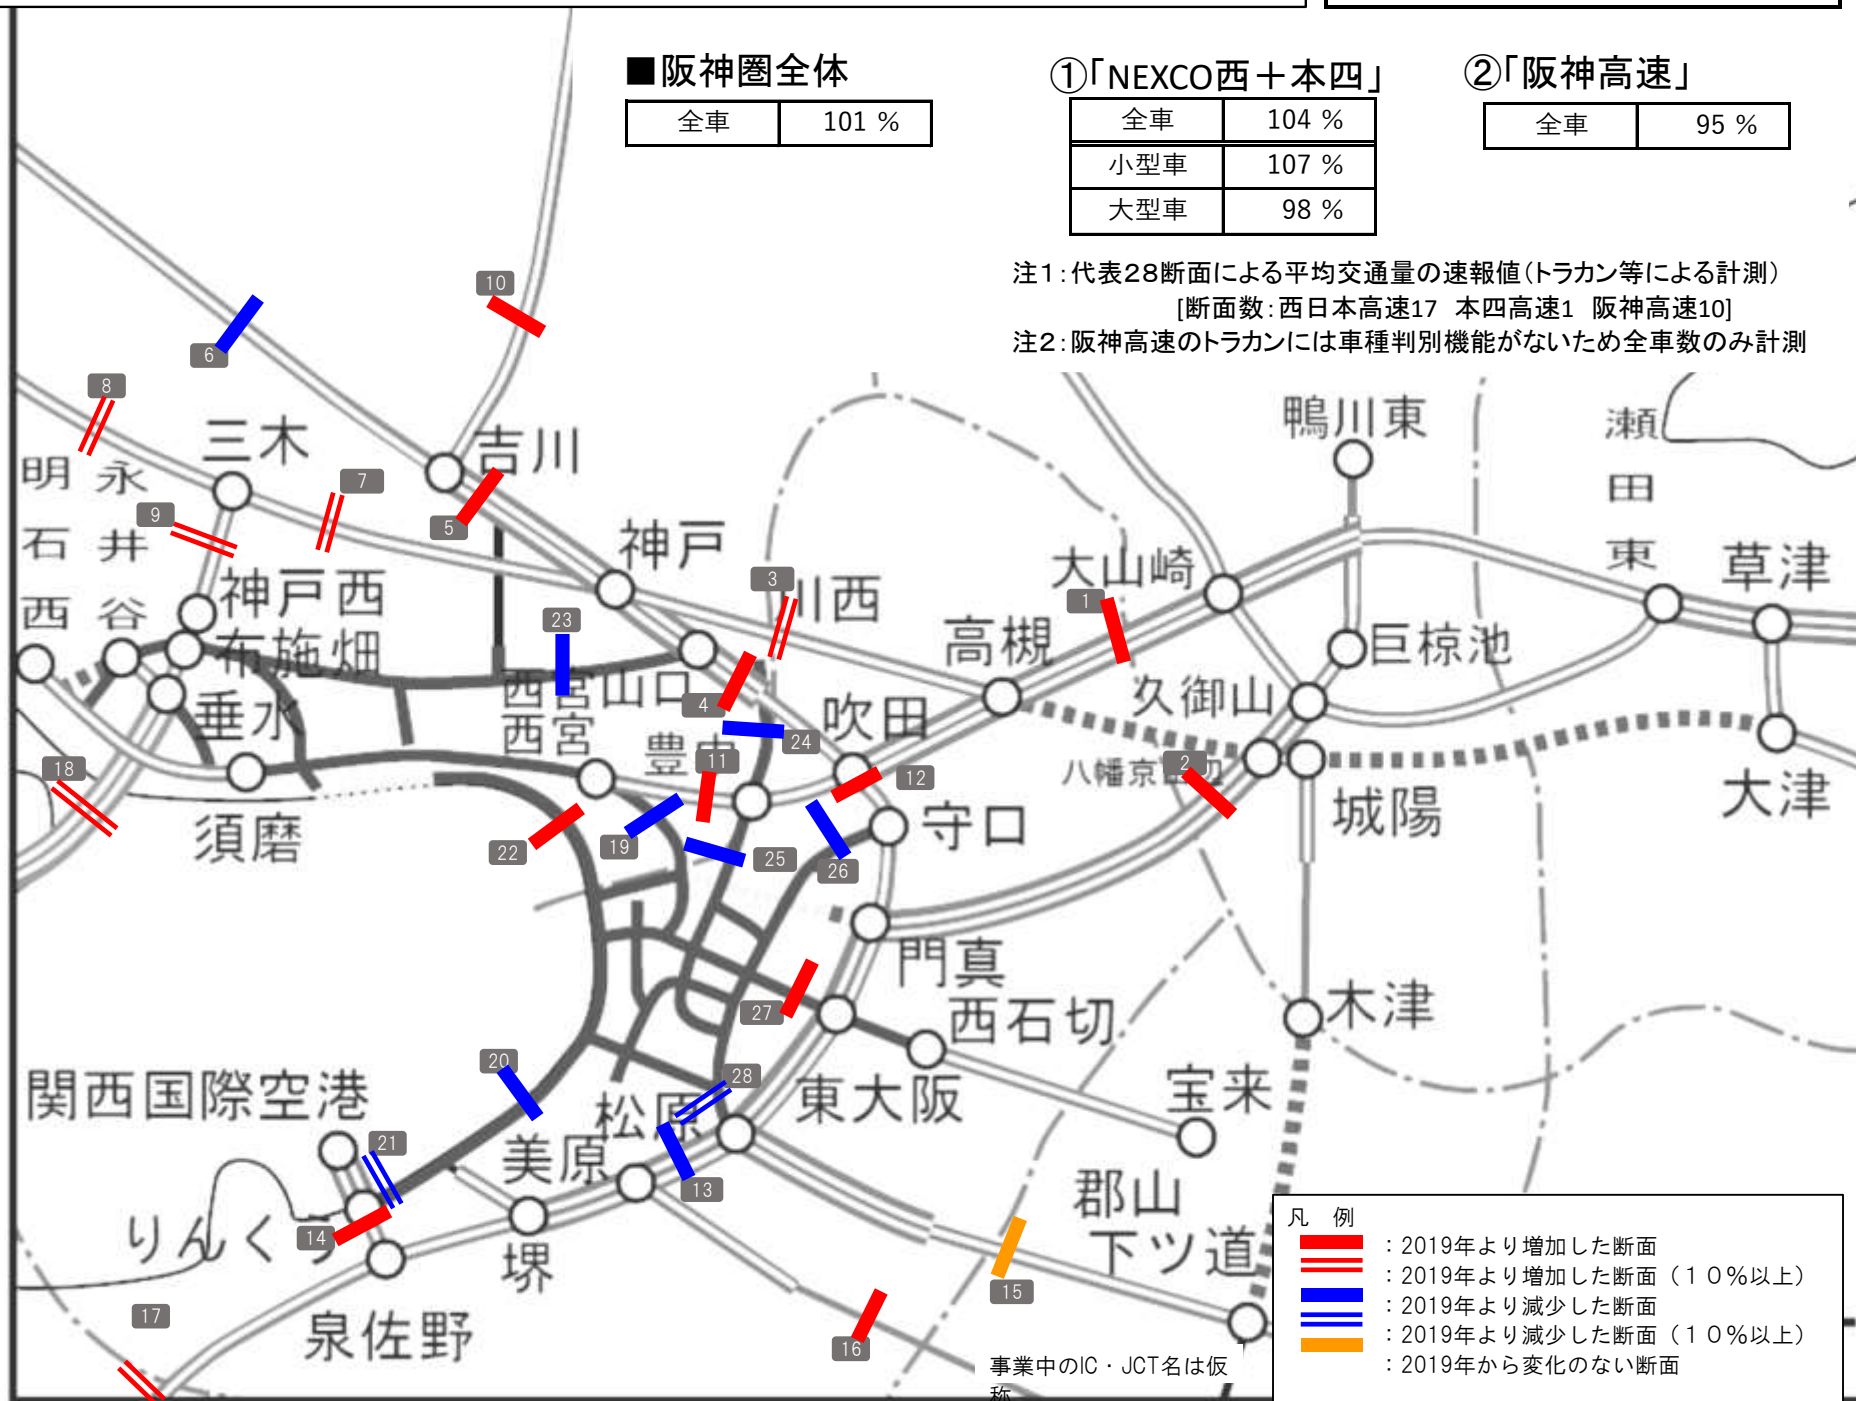 ■阪神圏全体
全車 101 %
①「NEXCO西＋本四」
全車 104 %
小型車 107 %
大型車 98 %
②「阪神高速」
全車 95 %
注1：代表28断面による平均交通量の速報値（トラカン等による計測）
[断面数：西日本高速17 本四高速1 阪神高速10]
注2：阪神高速のトラカンには車種判別機能がないため全車数のみ計測
10
6
8
鴨川東
瀬田東
三木
吉川
明石西
永井谷
7
9
5
神戸
大山崎
草津
3
川西
1
神戸西
布施畑
23
高槻
巨椋池
西宮山口
西宮
4
久御山
垂水
吹田
24
豊中
11
12
八幡京田辺
2
18
大津
須磨
守口
城陽
22
19
25
26
門真
27
西石切
木津
20
28
関西国際空港
松原
東大阪
宝来
21
美原
13
郡山
下ツ道
14
りんくう
堺
15
17
泉佐野
16
事業中のIC・JCT名は仮
称
凡 例
：2019年より増加した断面
：2019年より増加した断面（１０％以上）
：2019年より減少した断面
：2019年より減少した断面（１０％以上）
：2019年から変化のない断面